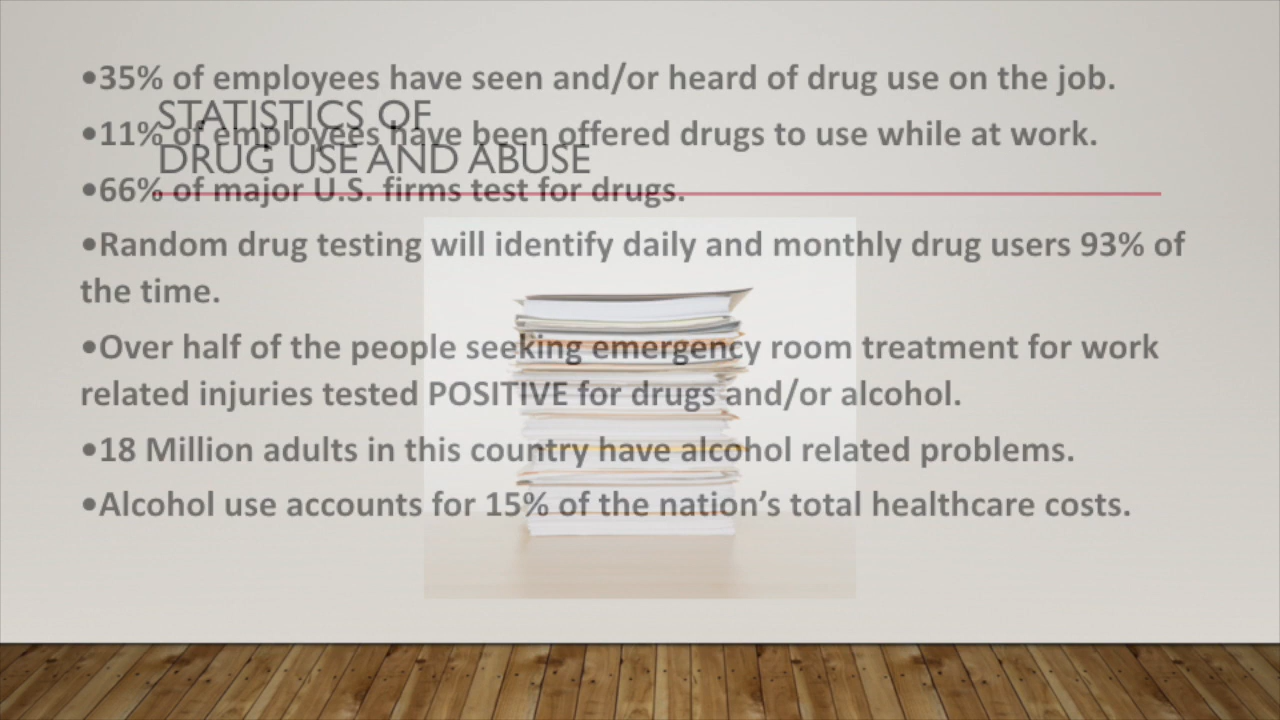 •35% of employees have seen and/or heard of drug use on the job.
STATISTICS OF
•11% of employees have been offered drugs to use while at work.
DRUG USE AND ABUSE
•66% of major U.S. firms test for drugs.
•Random drug testing will identify daily and monthly drug users 93% of
the time.
•Over half of the people seeking emergency room treatment for work
related injuries tested POSITIVE for drugs and/or alcohol.
•18 Million adults in this country have alcohol related problems.
•Alcohol use accounts for 15% of the nation’s total healthcare costs.